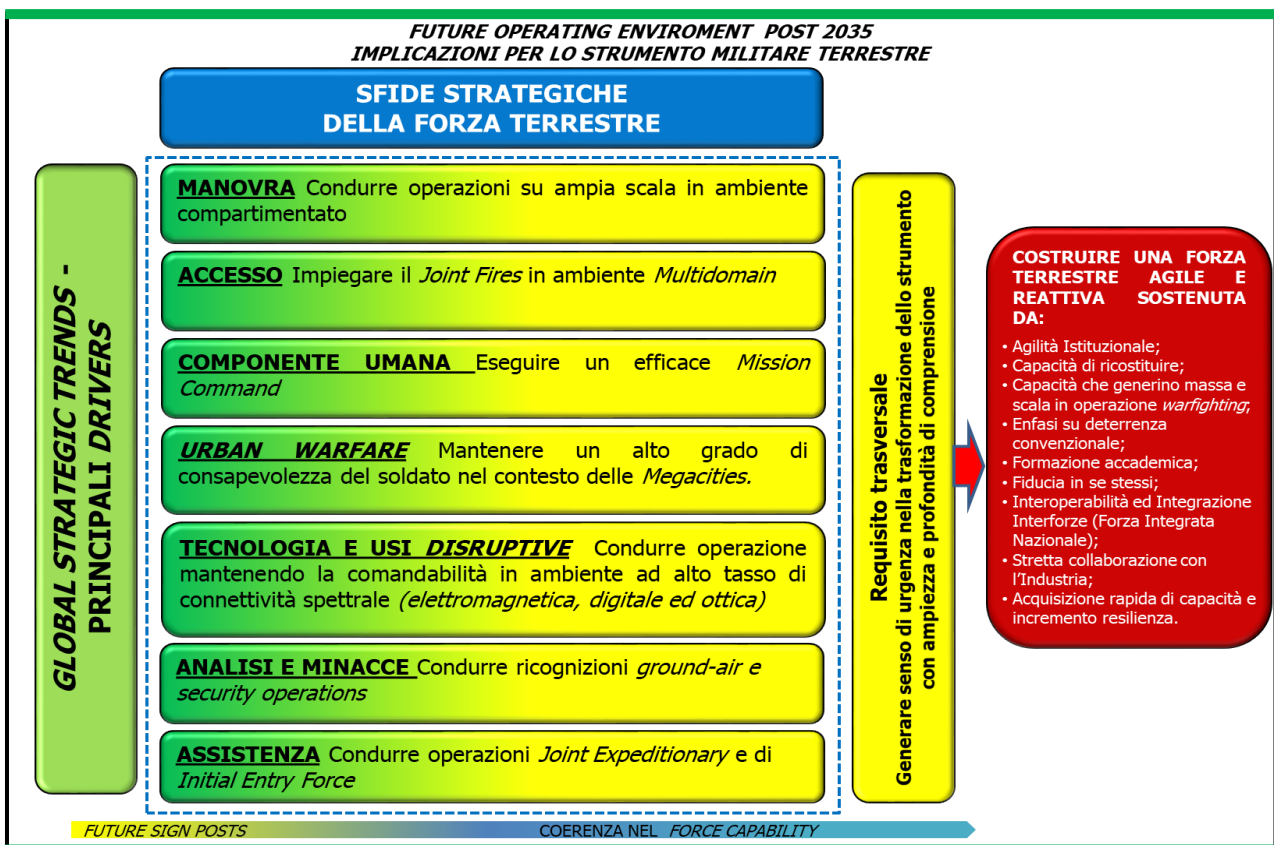 FUTURE OPERATING ENVIROMENT POST 2035
IMPLICAZIONI PER LO STRUMENTO MILITARE TERRESTRE
SFIDE STRATEGICHE
DELLA FORZA TERRESTRE
GLOBAL STRATEGIC TRENDS -
PRINCIPALI DRIVERS
MANOVRA Condurre operazioni su ampia scala in ambiente
compartimentato
ACCESSO Impiegare il Joint Fires in ambiente Multidomain
COMPONENTE UMANA Eseguire un efficace Mission
Command
URBAN WARFARE Mantenere un alto grado di
consapevolezza del soldato nel contesto delle Megacities.
TECNOLOGIA E USI DISRUPTIVE Condurre operazione
mantenendo la comandabilità in ambiente ad alto tasso di
connettività spettrale (elettromagnetica, digitale ed ottica)
ANALISI E MINACCE Condurre ricognizioni ground-air e
security operations
ASSISTENZA Condurre operazioni Joint Expeditionary e di
Initial Entry Force
Requisito trasversale
Generare senso di urgenza nella trasformazione dello strumento
con ampiezza e profondità di comprensione
COSTRUIRE UNA FORZA
TERRESTRE AGILE E
REATTIVA SOSTENUTA
DA:
• Agilità Istituzionale;
• Capacità di ricostituire;
• Capacità che generino massa e
scala in operazione warfighting;
• Enfasi su deterrenza
convenzionale;
• Formazione accademica;
• Fiducia in se stessi;
• Interoperabilità ed Integrazione
Interforze (Forza Integrata
Nazionale);
• Stretta collaborazione con
l'Industria;
• Acquisizione rapida di capacità e
incremento resilienza.
FUTURE SIGN POSTS
COERENZA NEL FORCE CAPABILITY